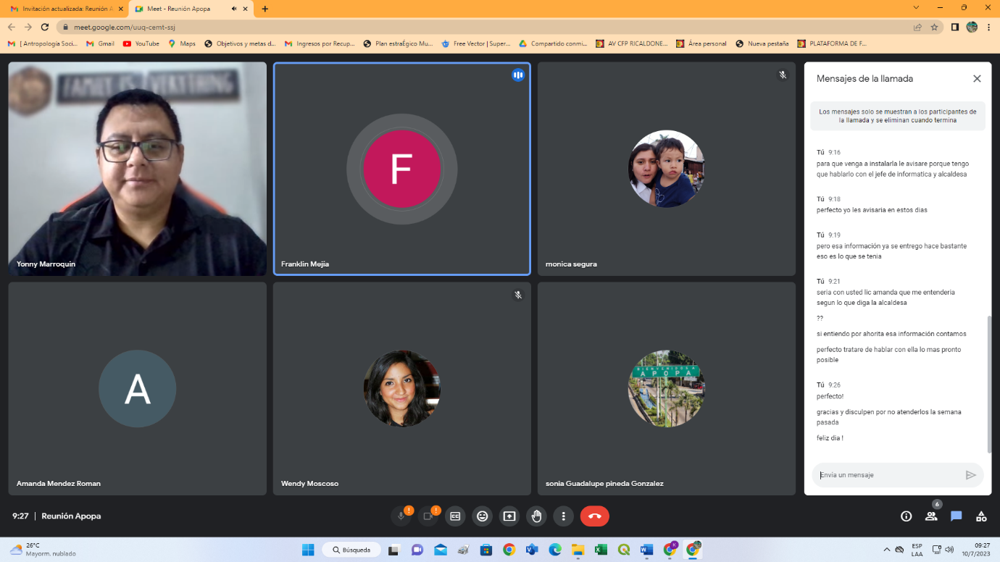 Invitación actualizada: Reunión A
Meet - Reunión Apopa
meet.google.com/uuq-cemt-ssj
[ Antropología Soci...
Gmail
YouTube
Maps
Objetivos y metas d...
Ingresos por Recup...
Plan estraÉgico Mu...
Free Vector | Super...
Compartido conmi...
AV CFP RICALDONE...
Área personal
Nueva pestaña
PLATAFORMA DE F...
FAMILY IS EVERYTHING
Yonny Marroquin
F
Franklin Mejia
monica segura
A
Amanda Mendez Roman
Wendy Moscoso
BIENVENIDOS A
APOPA
sonia Guadalupe pineda Gonzalez
Mensajes de la llamada
Los mensajes solo se muestran a los participantes de
la llamada y se eliminan cuando termina
Tú 9:16
para que venga a instalarla le avisare porque tengo
que hablarlo con el jefe de informatica y alcaldesa
Tú 9:18
perfecto yo les avisaria en estos dias
Tú 9:19
pero esa información ya se entrego hace bastante
eso es lo que se tenia
Tú 9:21
seria con usted lic amanda que me entenderia
segun lo que diga la alcaldesa
??
si entiendo por ahorita esa información contamos
perfecto tratare de hablar con ella lo mas pronto
posible
Tú 9:26
perfecto!
gracias y disculpen por no atenderlos la semana
pasada
feliz dia !
Envía un mensaje
9:27 | Reunión Apopa
6
26°C
Mayorm. nublado
Búsqueda
K
ESP
LAA
09:27
10/7/2023